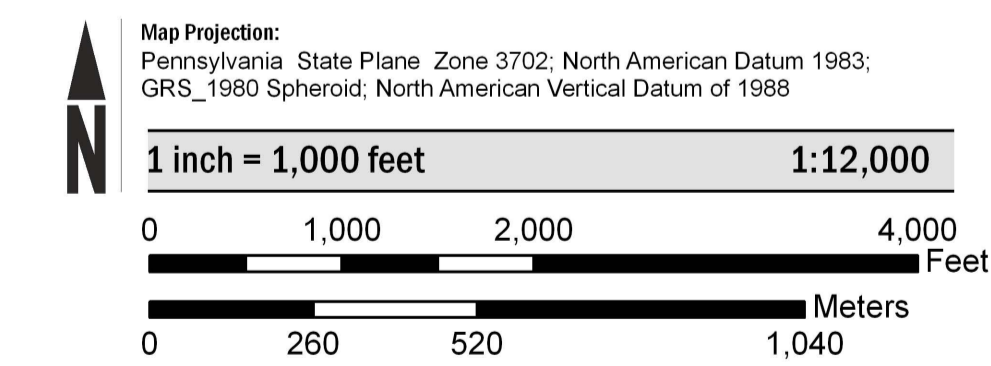 Map Projection:
Pennsylvania State Plane Zone 3702; North American Datum 1983;
GRS_1980 Spheroid; North American Vertical Datum of 1988
N
1 inch = 1,000 feet 1:12,000
0 1,000 2,000 4,000
Feet
Meters
0 260 520 1,040